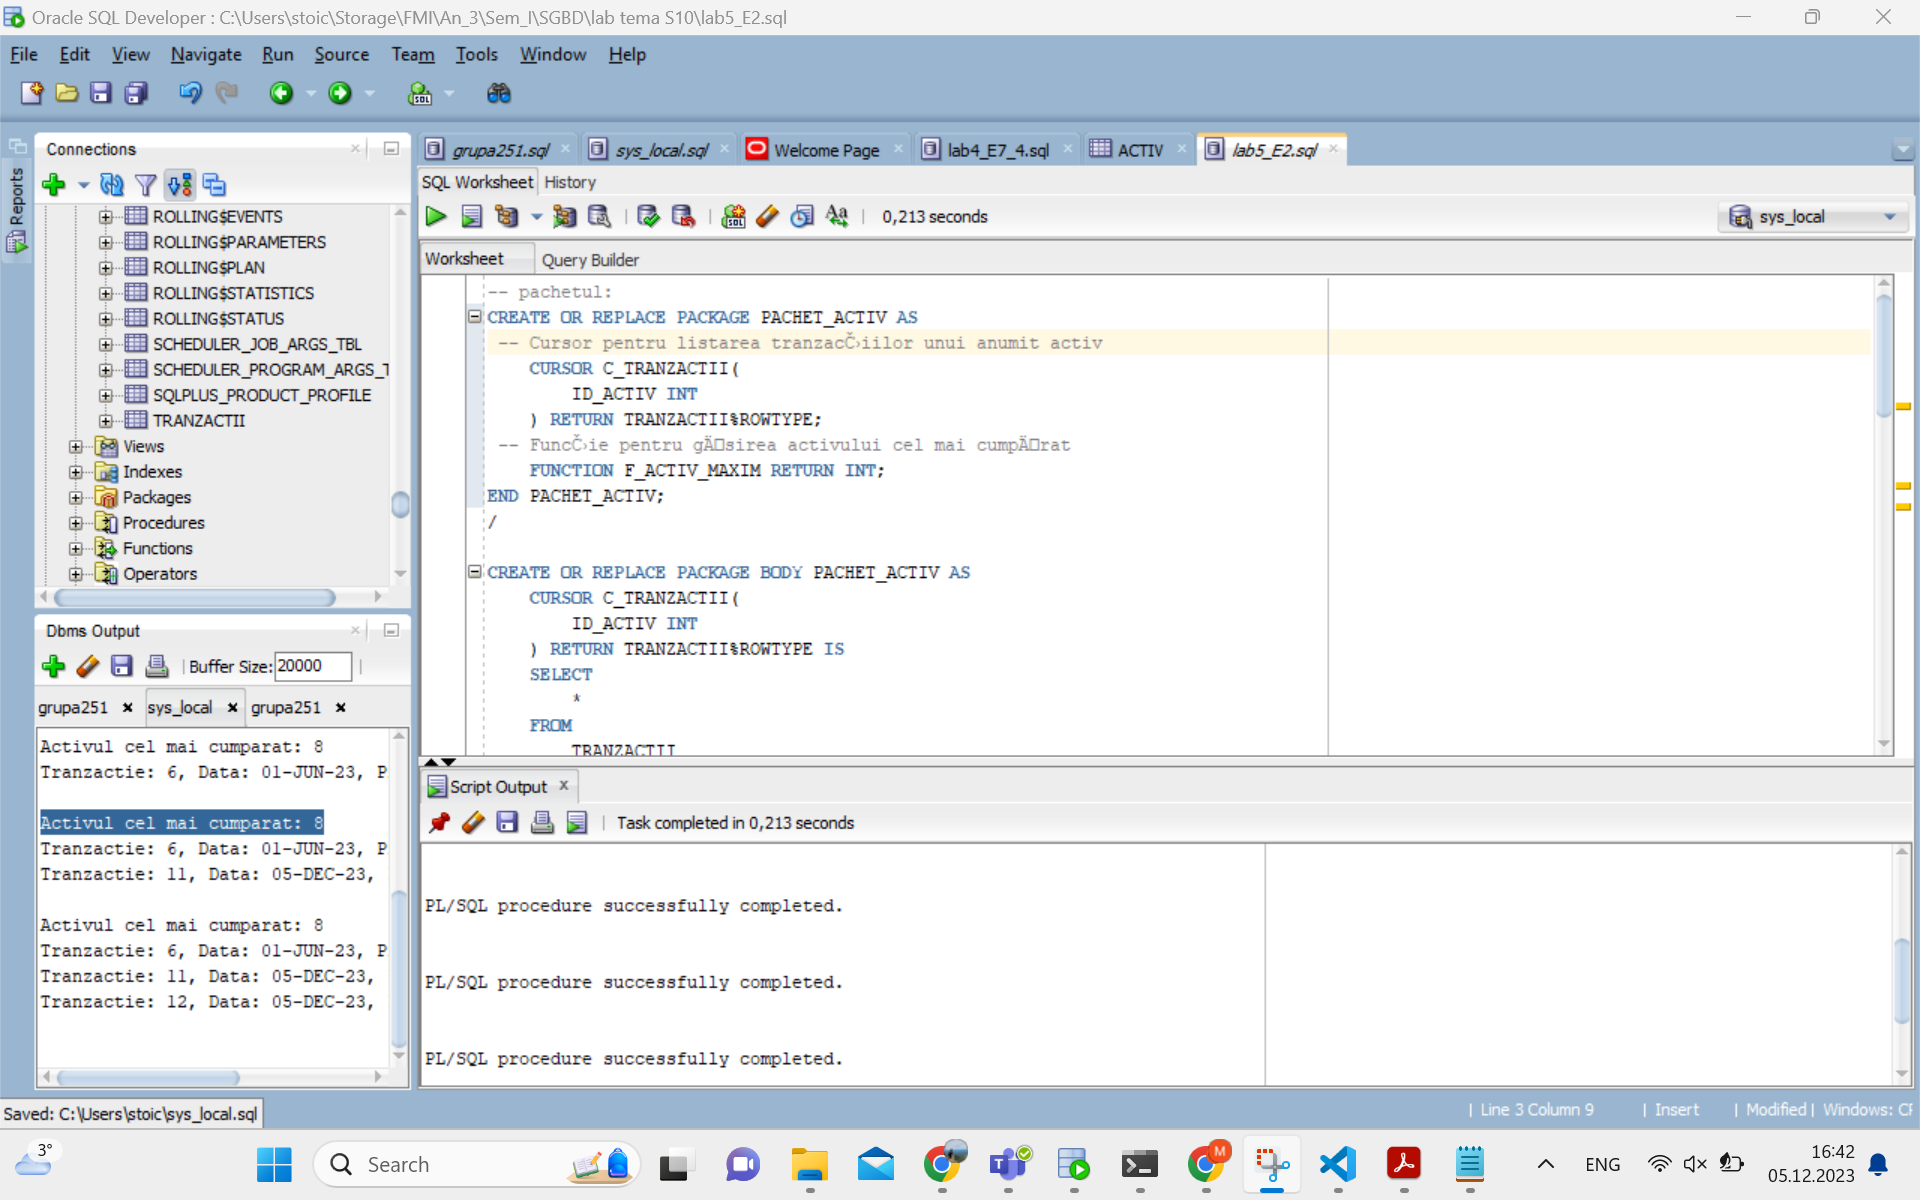 Oracle SQL Developer : C:\Users\stoic\Storage\FMI\An_3\Sem_I\SGBD\lab tema S10\lab5_E2.sql
File Edit View Navigate Run Source Team Tools Window Help
Reports
Connections
ROLLING$EVENTS
ROLLING$PARAMETERS
ROLLING$PLAN
ROLLING$STATISTICS
ROLLING$STATUS
SCHEDULER_JOB_ARGS_TBL
SCHEDULER_PROGRAM_ARGS_T
SQLPLUS_PRODUCT_PROFILE
TRANZACTII
Views
Indexes
Packages
Procedures
Functions
Operators
Dbms Output
Buffer Size: 20000
grupa251 sys_local grupa251
Activul cel mai cumparat: 8
Tranzactie: 6, Data: 01-JUN-23, P
Activul cel mai cumparat: 8
Tranzactie: 6, Data: 01-JUN-23, P
Tranzactie: 11, Data: 05-DEC-23,
Activul cel mai cumparat: 8
Tranzactie: 6, Data: 01-JUN-23, P
Tranzactie: 11, Data: 05-DEC-23,
Tranzactie: 12, Data: 05-DEC-23,
grupa251.sql sys_local.sql Welcome Page lab4_E7_4.sql ACTIV lab5_E2.sql
SQL Worksheet History
0,213 seconds
sys_local
Worksheet Query Builder
-- pachetul:
CREATE OR REPLACE PACKAGE PACHET_ACTIV AS
-- Cursor pentru listarea tranzacČ›iilor unui anumit activ
CURSOR C_TRANZACTII(
ID_ACTIV INT
) RETURN TRANZACTII%ROWTYPE;
-- FuncČ›ie pentru gÄ□sirea activului cel mai cumpÄ□rat
FUNCTION F_ACTIV_MAXIM RETURN INT;
END PACHET_ACTIV;
/
CREATE OR REPLACE PACKAGE BODY PACHET_ACTIV AS
CURSOR C_TRANZACTII(
ID_ACTIV INT
) RETURN TRANZACTII%ROWTYPE IS
SELECT
*
FROM
TRANZACTII
Script Output
Task completed in 0,213 seconds
PL/SQL procedure successfully completed.
PL/SQL procedure successfully completed.
PL/SQL procedure successfully completed.
Saved: C:\Users\stoic\sys_local.sql
Line 3 Column 9 Insert Modified Windows: CF
3°
Search
M
ENG
16:42
05.12.2023